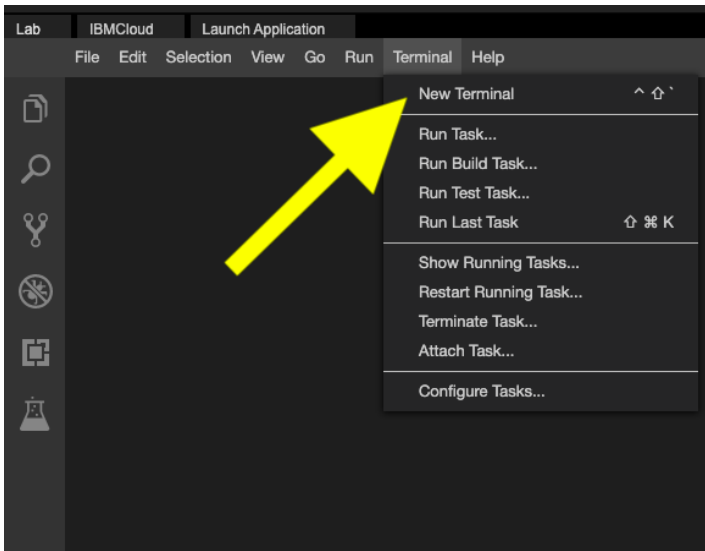 Lab IBMCloud Launch Application
File Edit Selection View Go Run Terminal Help
New Terminal ^ ⇧ `
Run Task...
Run Build Task...
Run Test Task...
Run Last Task ⇧ ⌘ K
Show Running Tasks...
Restart Running Task...
Terminate Task...
Attach Task...
Configure Tasks...